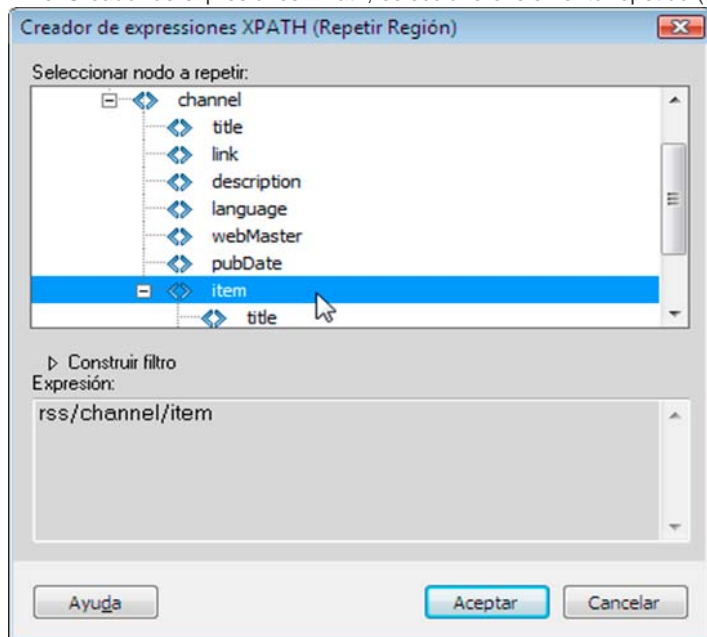 Creador de expresiones XPATH (Repetir Región)
Seleccionar nodo a repetir:
channel
title
link
description
language
webMaster
pubDate
item
title
Construir filtro
Expresión:
rss/channel/item
Ayuda
Aceptar
Cancelar